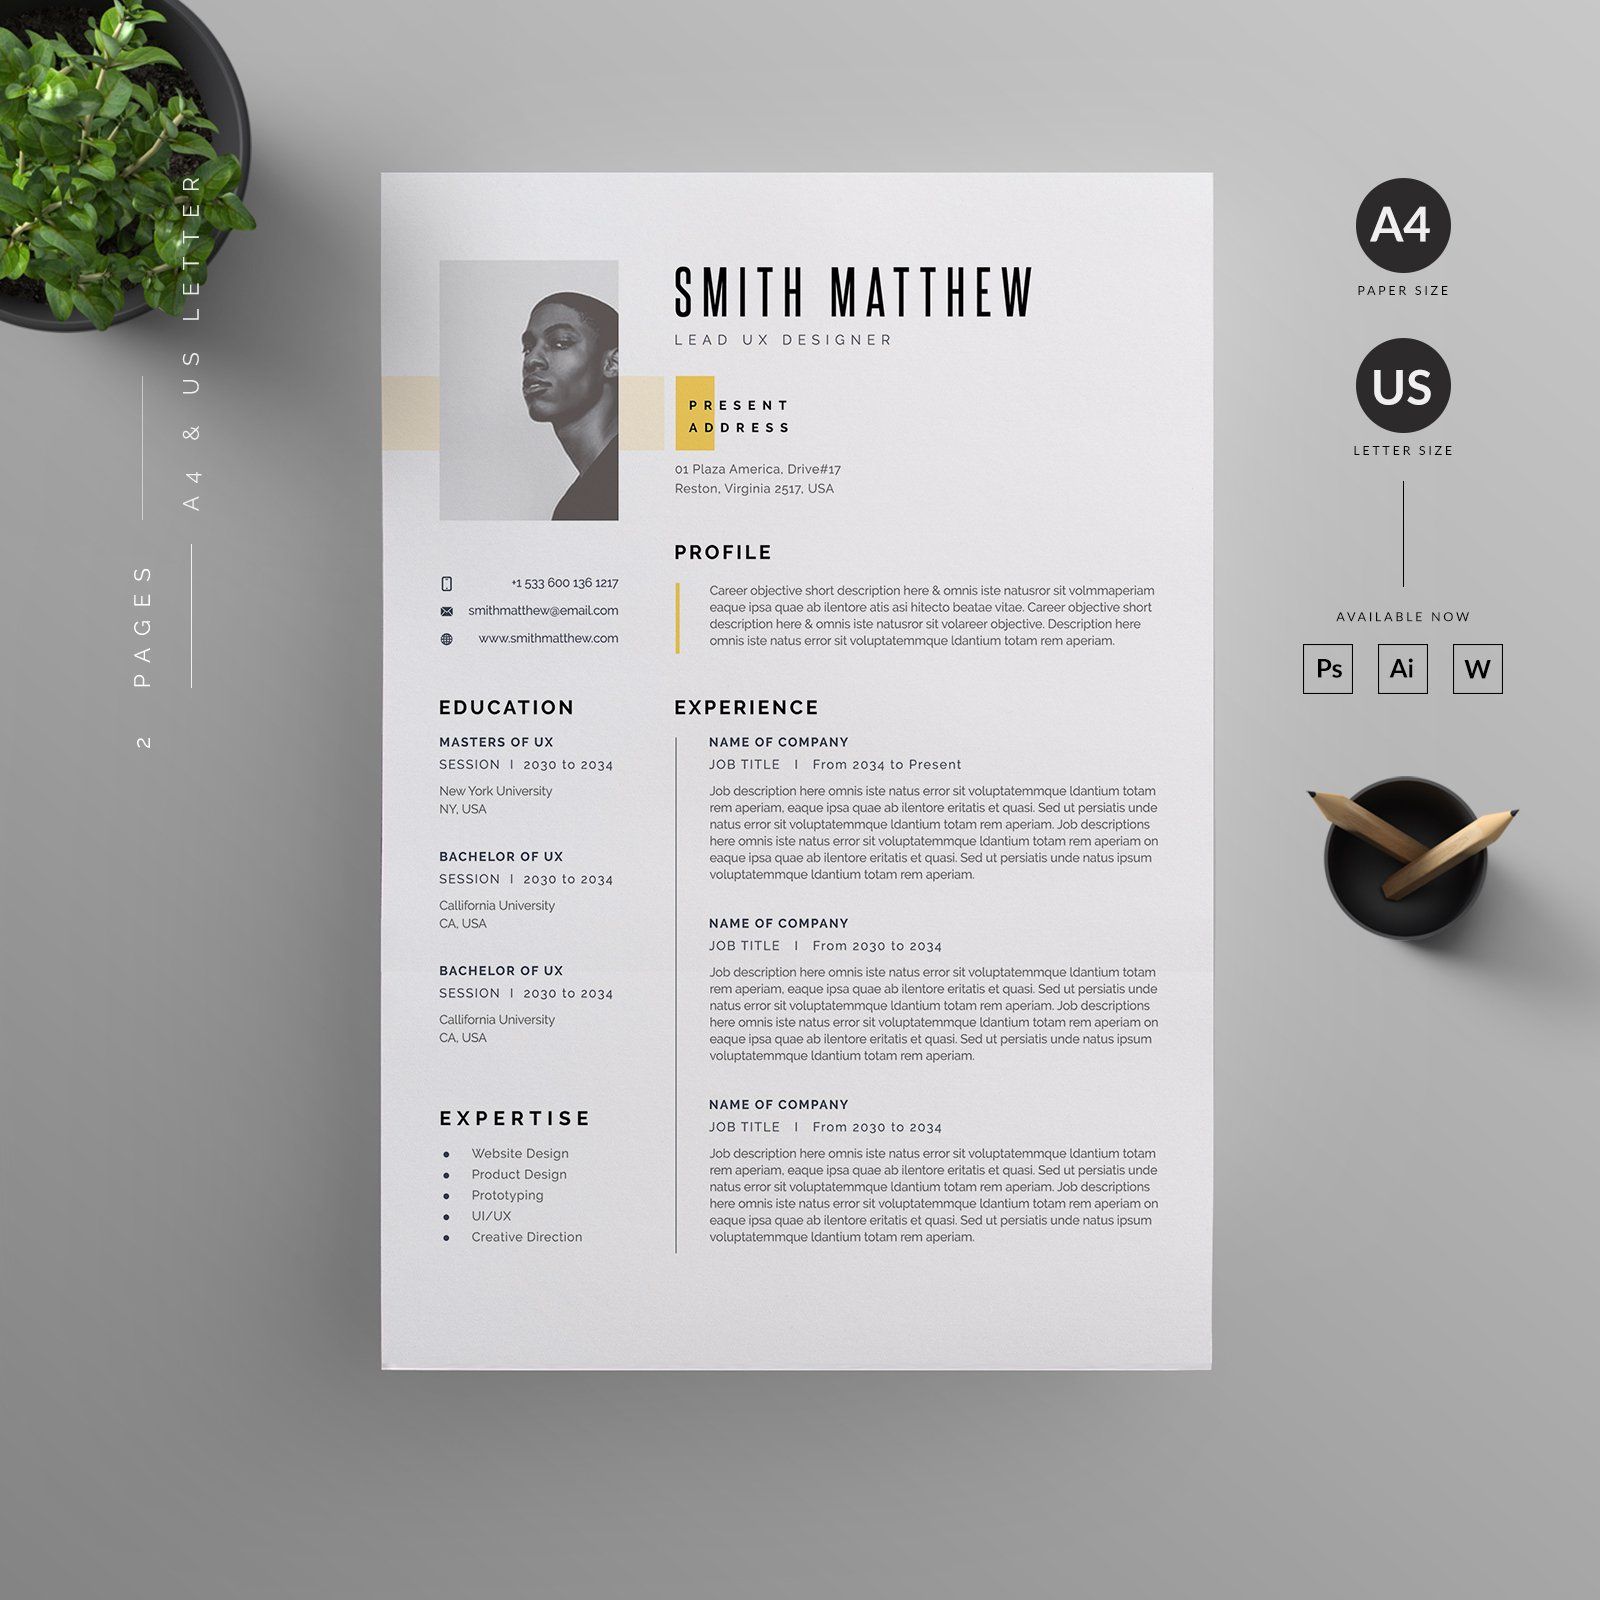 A4 & US LETTER
2 PAGES
SMITH MATTHEW
LEAD UX DESIGNER
PRESENT
ADDRESS
01 Plaza America, Drive#17
Reston, Virginia 2517, USA
+1 533 600 136 1217
smithmatthew@email.com
www.smithmatthew.com
PROFILE
Career objective short description here & omnis iste natusror sit volmmaperiam
eaque ipsa quae ab ilentore atis asi hitecto beatae vitae. Career objective short
description here & omnis iste natusror sit volareer objective. Description here
omnis iste natus error sit voluptatemmque ldantium totam rem aperiam.
EDUCATION
MASTERS OF UX
SESSION I 2030 to 2034
New York University
NY, USA
BACHELOR OF UX
SESSION I 2030 to 2034
Callifornia University
CA, USA
BACHELOR OF UX
SESSION I 2030 to 2034
Callifornia University
CA, USA
EXPERTISE
• Website Design
• Product Design
• Prototyping
• UI/UX
• Creative Direction
EXPERIENCE
NAME OF COMPANY
JOB TITLE I From 2034 to Present
Job description here omnis iste natus error sit voluptatemmque ldantium totam
rem aperiam, eaque ipsa quae ab ilentore eritatis et quasi. Sed ut persiatis unde
natus error sit voluptatemmque ldantium totam rem aperiam. Job descriptions
here omnis iste natus error sit voluptatemmque ldantium totam rem aperiam on
eaque ipsa quae ab ilentore eritatis et quasi. Sed ut persiatis unde natus ipsum
voluptatemmque ldantium totam rem aperiam.
NAME OF COMPANY
JOB TITLE I From 2030 to 2034
Job description here omnis iste natus error sit voluptatemmque ldantium totam
rem aperiam, eaque ipsa quae ab ilentore eritatis et quasi. Sed ut persiatis unde
natus error sit voluptatemmque ldantium totam rem aperiam. Job descriptions
here omnis iste natus error sit voluptatemmque ldantium totam rem aperiam on
eaque ipsa quae ab ilentore eritatis et quasi. Sed ut persiatis unde natus ipsum
voluptatemmque ldantium totam rem aperiam.
NAME OF COMPANY
JOB TITLE I From 2030 to 2034
Job description here omnis iste natus error sit voluptatemmque ldantium totam
rem aperiam, eaque ipsa quae ab ilentore eritatis et quasi. Sed ut persiatis unde
natus error sit voluptatemmque ldantium totam rem aperiam. Job descriptions
here omnis iste natus error sit voluptatemmque ldantium totam rem aperiam on
eaque ipsa quae ab ilentore eritatis et quasi. Sed ut persiatis unde natus ipsum
voluptatemmque ldantium totam rem aperiam.
A4
PAPER SIZE
US
LETTER SIZE
AVAILABLE NOW
Ps Ai W